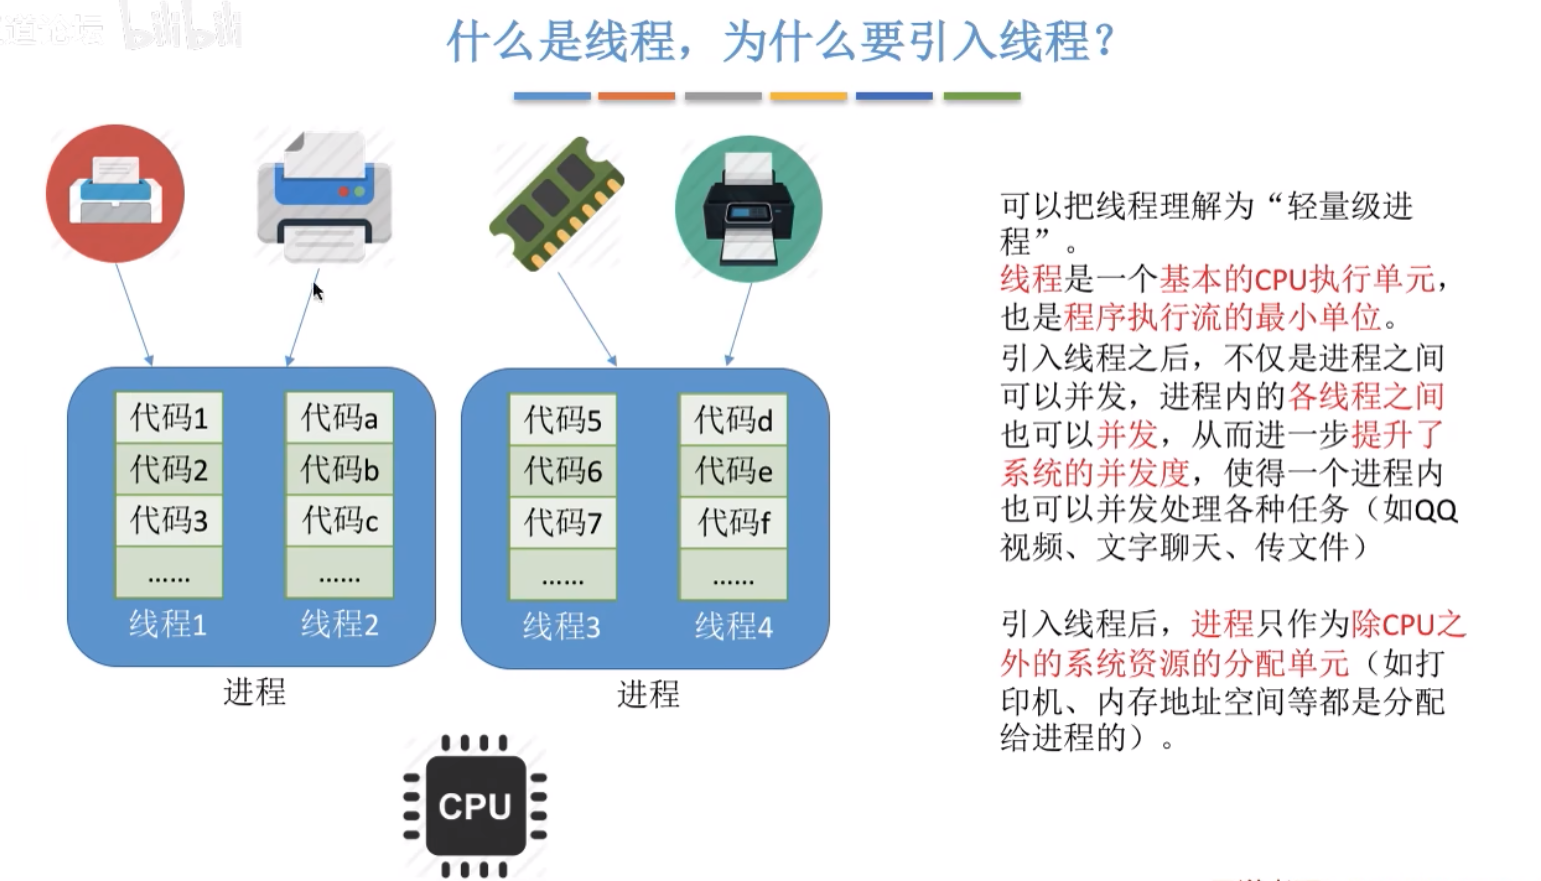 道论坛 bilibili
什么是线程，为什么要引入线程？
代码1
代码2
代码3
……
线程1
代码a
代码b
代码c
……
线程2
进程
代码5
代码6
代码7
……
线程3
代码d
代码e
代码f
……
线程4
进程
CPU
可以把线程理解为“轻量级进
程”。
线程是一个基本的CPU执行单元，
也是程序执行流的最小单位。
引入线程之后，不仅是进程之间
可以并发，进程内的各线程之间
也可以并发，从而进一步提升了
系统的并发度，使得一个进程内
也可以并发处理各种任务（如QQ
视频、文字聊天、传文件）
引入线程后，进程只作为除CPU之
外的系统资源的分配单元（如打
印机、内存地址空间等都是分配
给进程的）。